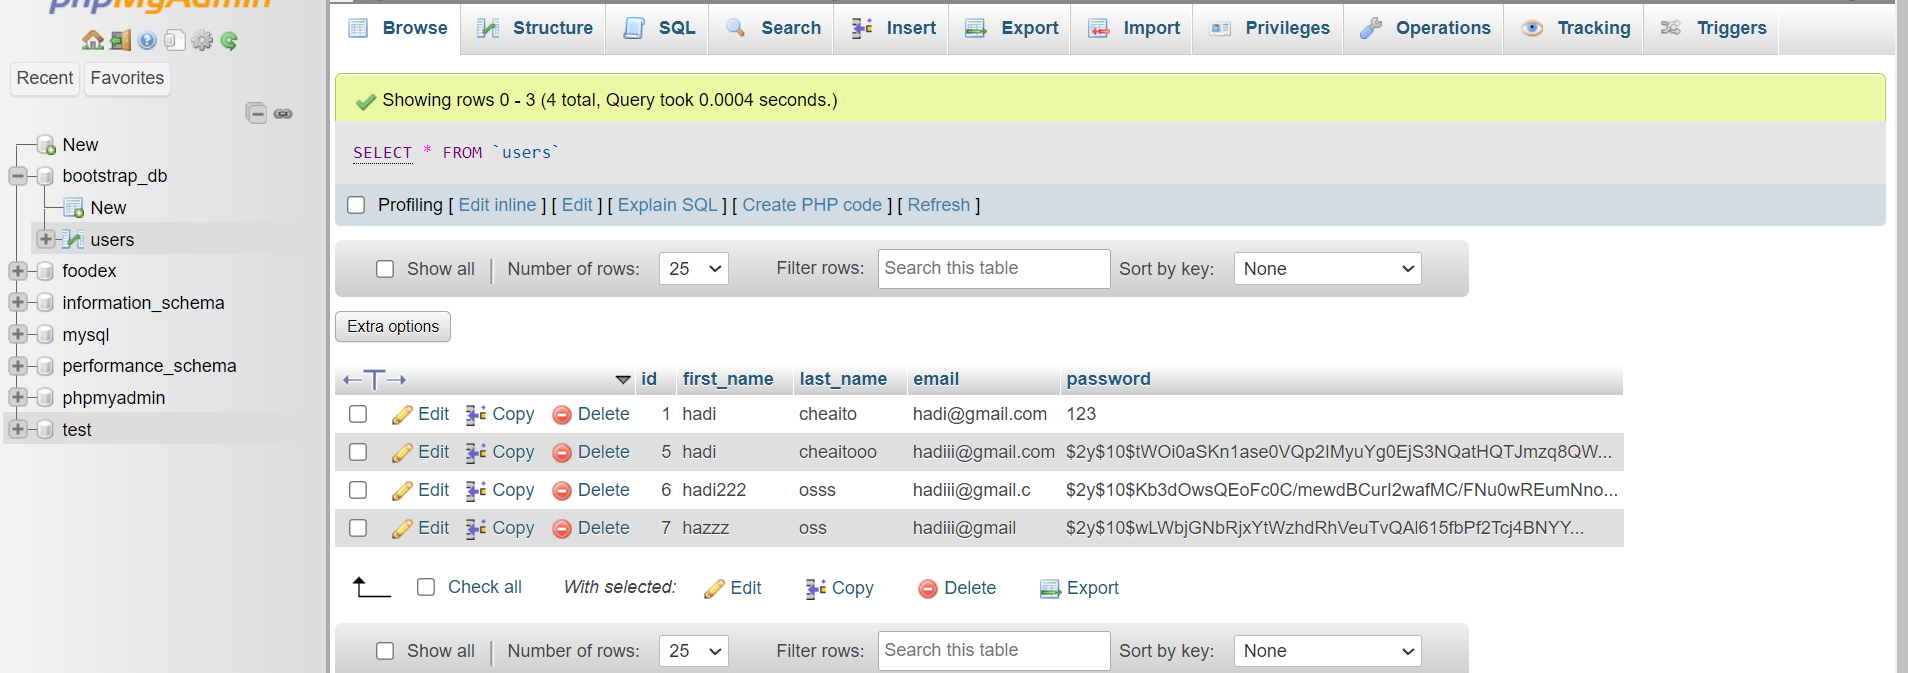 phpMyAdmin
Recent Favorites
New
bootstrap_db
New
users
foodex
information_schema
mysql
performance_schema
phpmyadmin
test
Browse Structure SQL Search Insert Export Import Privileges Operations Tracking Triggers
Showing rows 0 - 3 (4 total, Query took 0.0004 seconds.)
SELECT * FROM `users`
Profiling [ Edit inline ] [ Edit ] [ Explain SQL ] [ Create PHP code ] [ Refresh ]
Show all | Number of rows: 25 Filter rows: Search this table Sort by key: None
Extra options
←T→ id first_name last_name email password
Edit Copy Delete 1 hadi cheaito hadi@gmail.com 123
Edit Copy Delete 5 hadi cheaitooo hadiii@gmail.com $2y$10$tWOi0aSKn1ase0VQp2IMyuYg0EjS3NQatHQTJmzq8QW...
Edit Copy Delete 6 hadi222 osss hadiii@gmail.c $2y$10$Kb3dOwsQEoFc0C/mewdBCurI2wafMC/FNu0wREumNno...
Edit Copy Delete 7 hazzz oss hadiii@gmail $2y$10$wLWbjGNbRjxYtWzhdRhVeuTvQAl615fbPf2Tcj4BNYY...
Check all With selected: Edit Copy Delete Export
Show all | Number of rows: 25 Filter rows: Search this table Sort by key: None